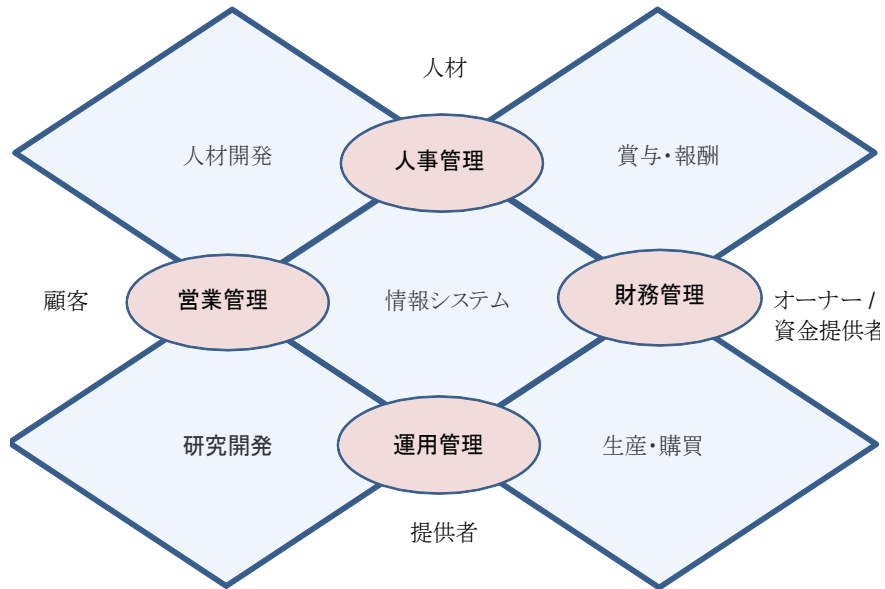 人材
人材開発
人事管理
賞与・報酬
顧客
営業管理
情報システム
財務管理
オーナー /
資金提供者
研究開発
運用管理
生産・購買
提供者